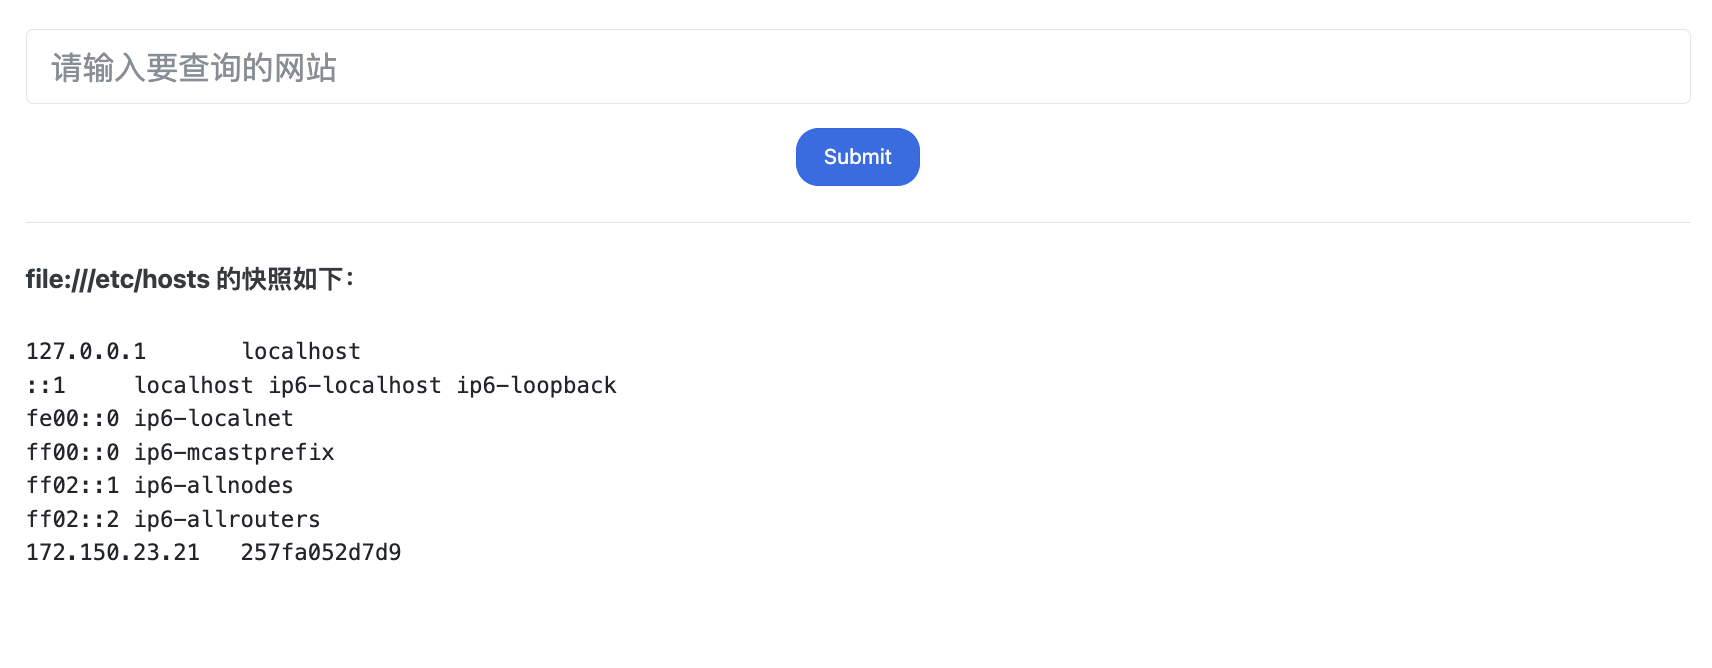 请输入要查询的网站
Submit
file:///etc/hosts 的快照如下：
127.0.0.1 localhost
::1 localhost ip6-localhost ip6-loopback
fe00::0 ip6-localnet
ff00::0 ip6-mcastprefix
ff02::1 ip6-allnodes
ff02::2 ip6-allrouters
172.150.23.21 257fa052d7d9